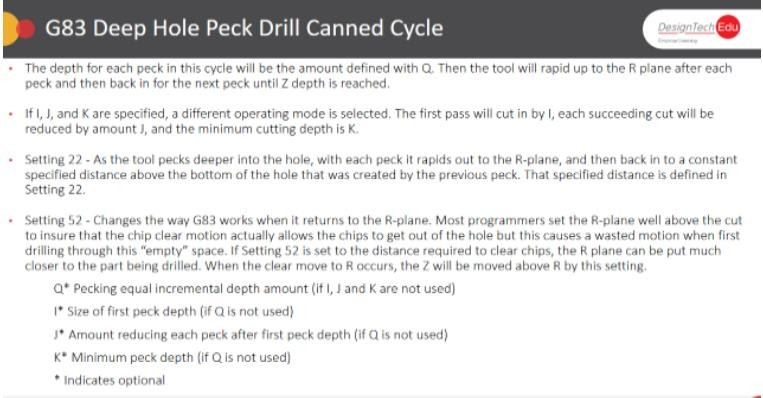 G83 Deep Hole Peck Drill Canned Cycle
DesignTech Edu
• The depth for each peck in this cycle will be the amount defined with Q. Then the tool will rapid up to the R plane after each
peck and then back in for the next peck until Z depth is reached.
• If I, J, and K are specified, a different operating mode is selected. The first pass will cut in by I, each succeeding cut will be
reduced by amount J, and the minimum cutting depth is K.
• Setting 22 - As the tool pecks deeper into the hole, with each peck it rapids out to the R-plane, and then back in to a constant
specified distance above the bottom of the hole that was created by the previous peck. That specified distance is defined in
Setting 22.
• Setting 52 - Changes the way G83 works when it returns to the R-plane. Most programmers set the R-plane well above the cut
to insure that the chip clear motion actually allows the chips to get out of the hole but this causes a wasted motion when first
drilling through this “empty” space. If Setting 52 is set to the distance required to clear chips, the R plane can be put much
closer to the part being drilled. When the clear move to R occurs, the Z will be moved above R by this setting.
Q* Pecking equal incremental depth amount (if I, J and K are not used)
I* Size of first peck depth (if Q is not used)
J* Amount reducing each peck after first peck depth (if Q is not used)
K* Minimum peck depth (if Q is not used)
* Indicates optional